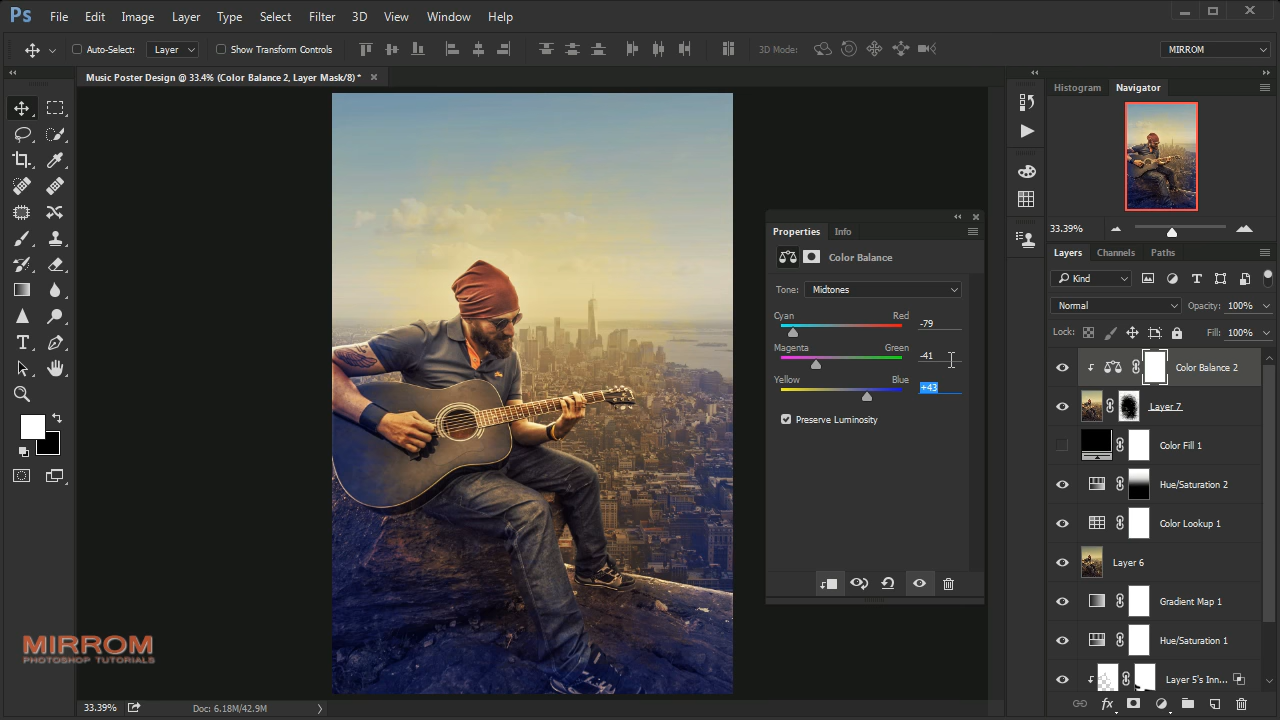 Ps File Edit Image Layer Type Select Filter 3D View Window Help
Auto-Select: Layer Show Transform Controls 3D Mode: MIRROM
Music Poster Design @ 33.4% (Color Balance 2, Layer Mask/8) *
Histogram Navigator
33.39%
Layers Channels Paths
Kind
Normal Opacity: 100%
Lock: Fill: 100%
Color Balance 2
Layer 7
Color Fill 1
Hue/Saturation 2
Color Lookup 1
Layer 6
Gradient Map 1
Hue/Saturation 1
Layer 5's Inn...
Properties Info
Color Balance
Tone: Midtones
Cyan Red -79
Magenta Green -41
Yellow Blue +43
Preserve Luminosity
MIRROM
PHOTOSHOP TUTORIALS
33.39% Doc: 6.18M/42.9M